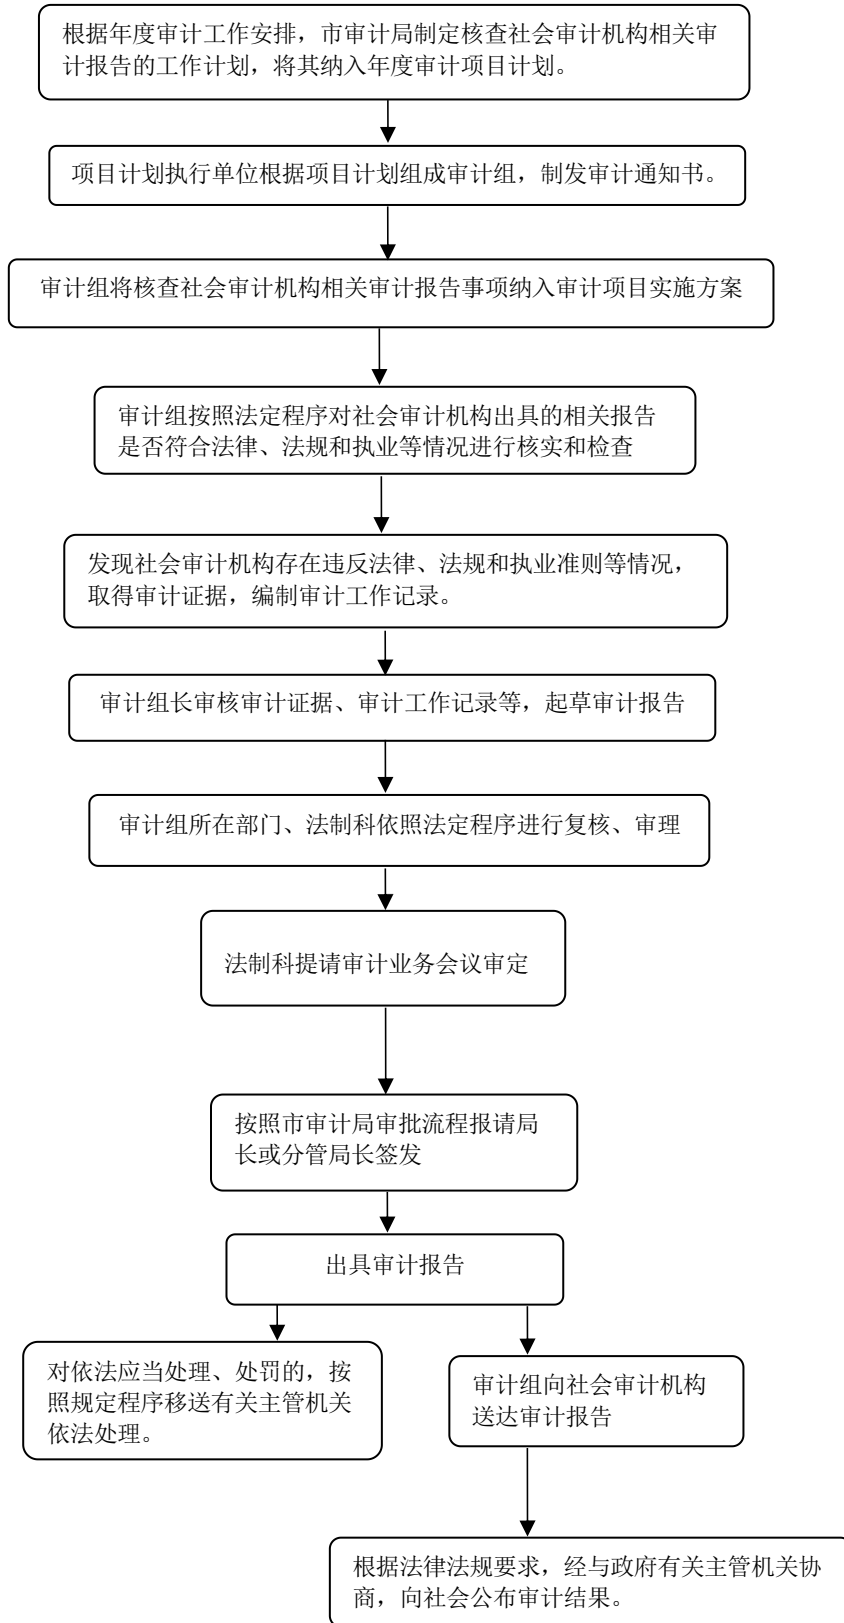 根据年度审计工作安排，市审计局制定核查社会审计机构相关审
计报告的工作计划，将其纳入年度审计项目计划。
项目计划执行单位根据项目计划组成审计组，制发审计通知书。
审计组将核查社会审计机构相关审计报告事项纳入审计项目实施方案
审计组按照法定程序对社会审计机构出具的相关报告
是否符合法律、法规和执业等情况进行核实和检查
发现社会审计机构存在违反法律、法规和执业准则等情况，
取得审计证据，编制审计工作记录。
审计组长审核审计证据、审计工作记录等，起草审计报告
审计组所在部门、法制科依照法定程序进行复核、审理
法制科提请审计业务会议审定
按照市审计局审批流程报请局
长或分管局长签发
出具审计报告
对依法应当处理、处罚的，按
照规定程序移送有关主管机关
依法处理。
审计组向社会审计机构
送达审计报告
根据法律法规要求，经与政府有关主管机关协
商，向社会公布审计结果。